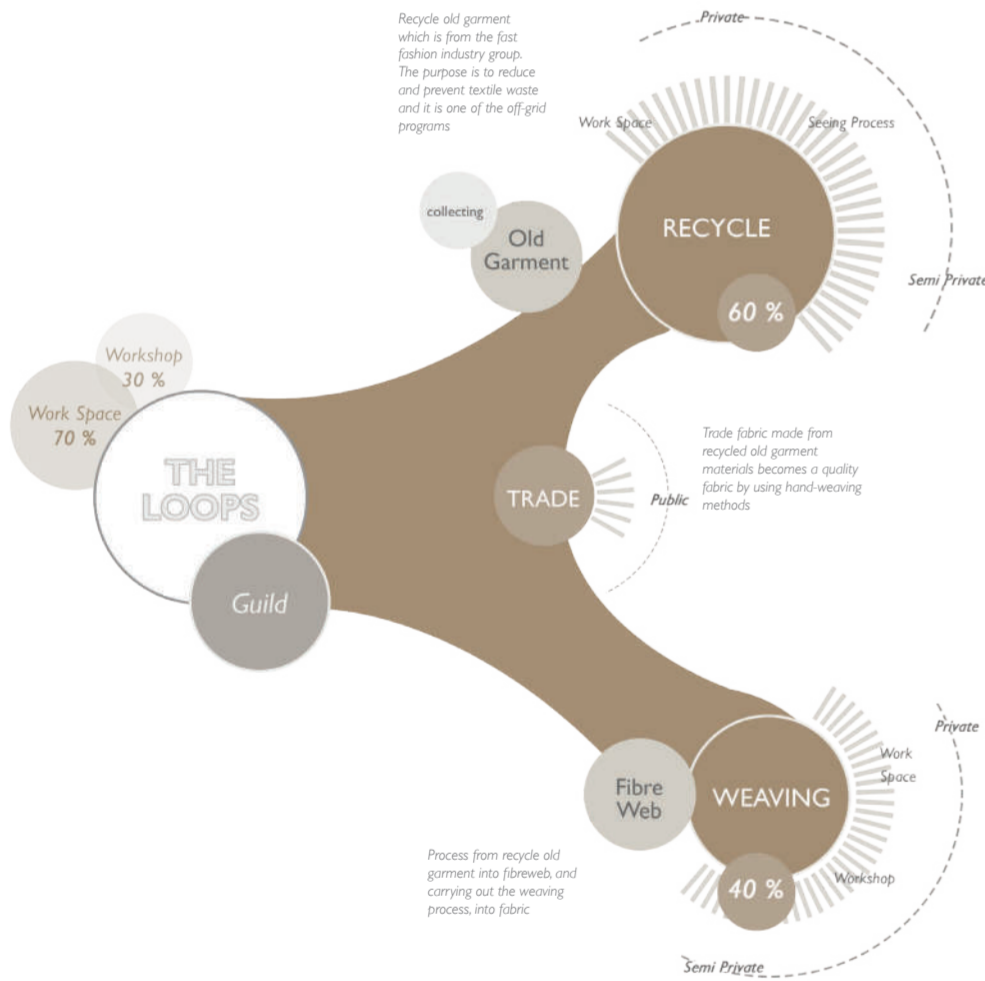 Recycle old garment
which is from the fast
fashion industry group.
The purpose is to reduce
and prevent textile waste
and it is one of the off-grid
programs
Private
Work Space
Seeing Process
RECYCLE
60 %
Semi Private
collecting
Old
Garment
Workshop
30 %
Work Space
70 %
THE
LOOPS
Guild
TRADE
Public
Trade fabric made from
recycled old garment
materials becomes a quality
fabric by using hand-weaving
methods
Fibre
Web
WEAVING
40 %
Private
Work
Space
Workshop
Semi Private
Process from recycle old
garment into fibreweb, and
carrying out the weaving
process, into fabric